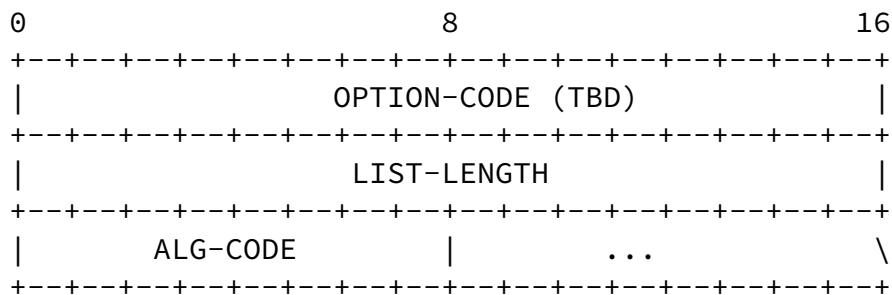 0                       8                      16
+--+--+--+--+--+--+--+--+--+--+--+--+--+--+--+--+
|                 OPTION-CODE (TBD)             |
+--+--+--+--+--+--+--+--+--+--+--+--+--+--+--+--+
|                  LIST-LENGTH                  |
+--+--+--+--+--+--+--+--+--+--+--+--+--+--+--+--+
|       ALG-CODE        |        ...            \
+--+--+--+--+--+--+--+--+--+--+--+--+--+--+--+--+